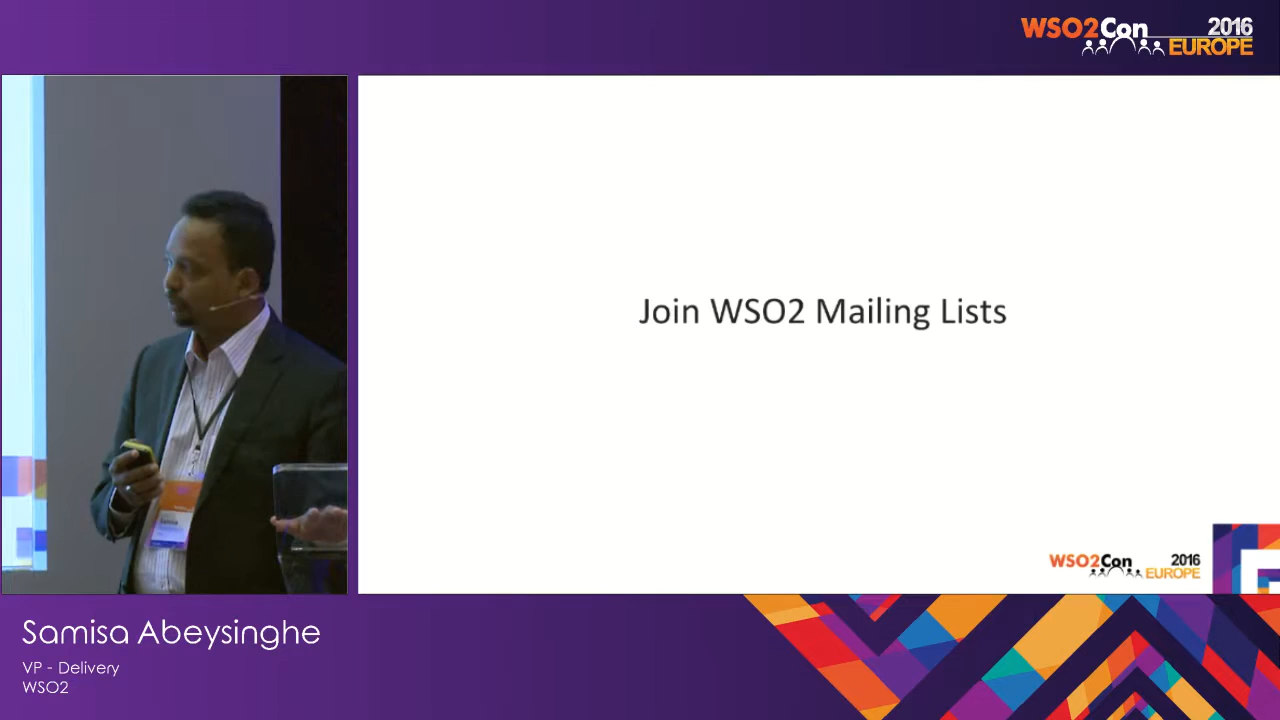 WSO2Con 2016
EUROPE
Join WSO2 Mailing Lists
WSO2Con 2016
EUROPE
Samisa Abeysinghe
VP - Delivery
WSO2